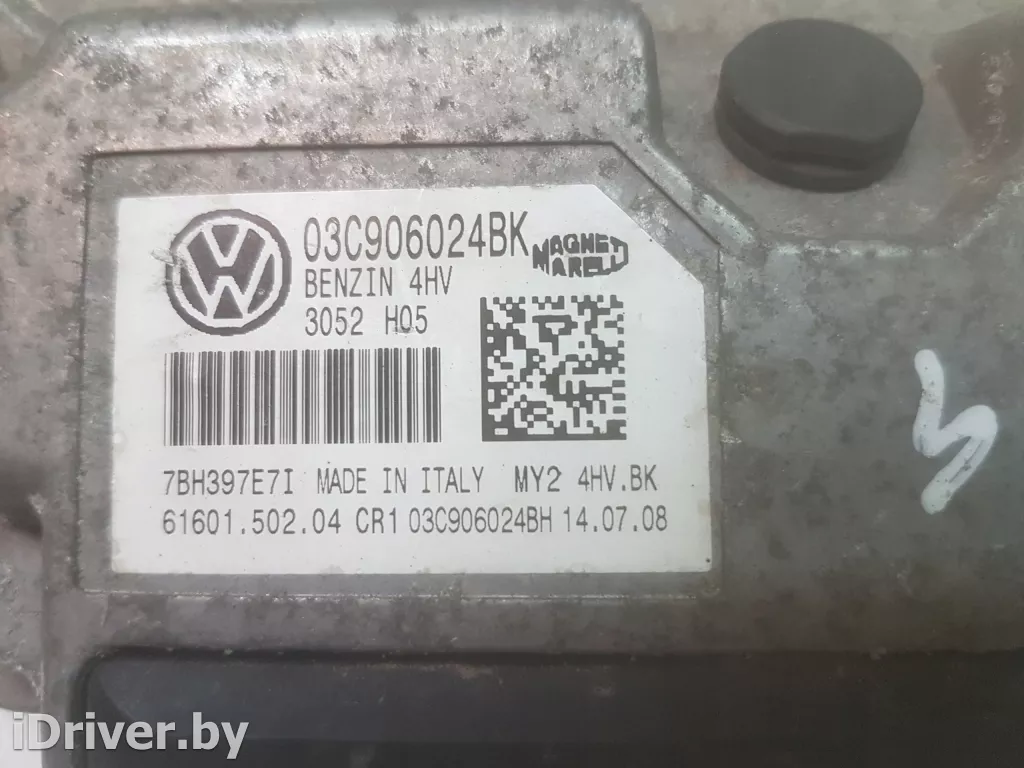 03C906024BK
MAGNETI
MARELLI
BENZIN 4HV
3052 H05
7BH397E7I MADE IN ITALY MY2 4HV.BK
61601.502.04 CR1 03C906024BH 14.07.08
iDriver.by